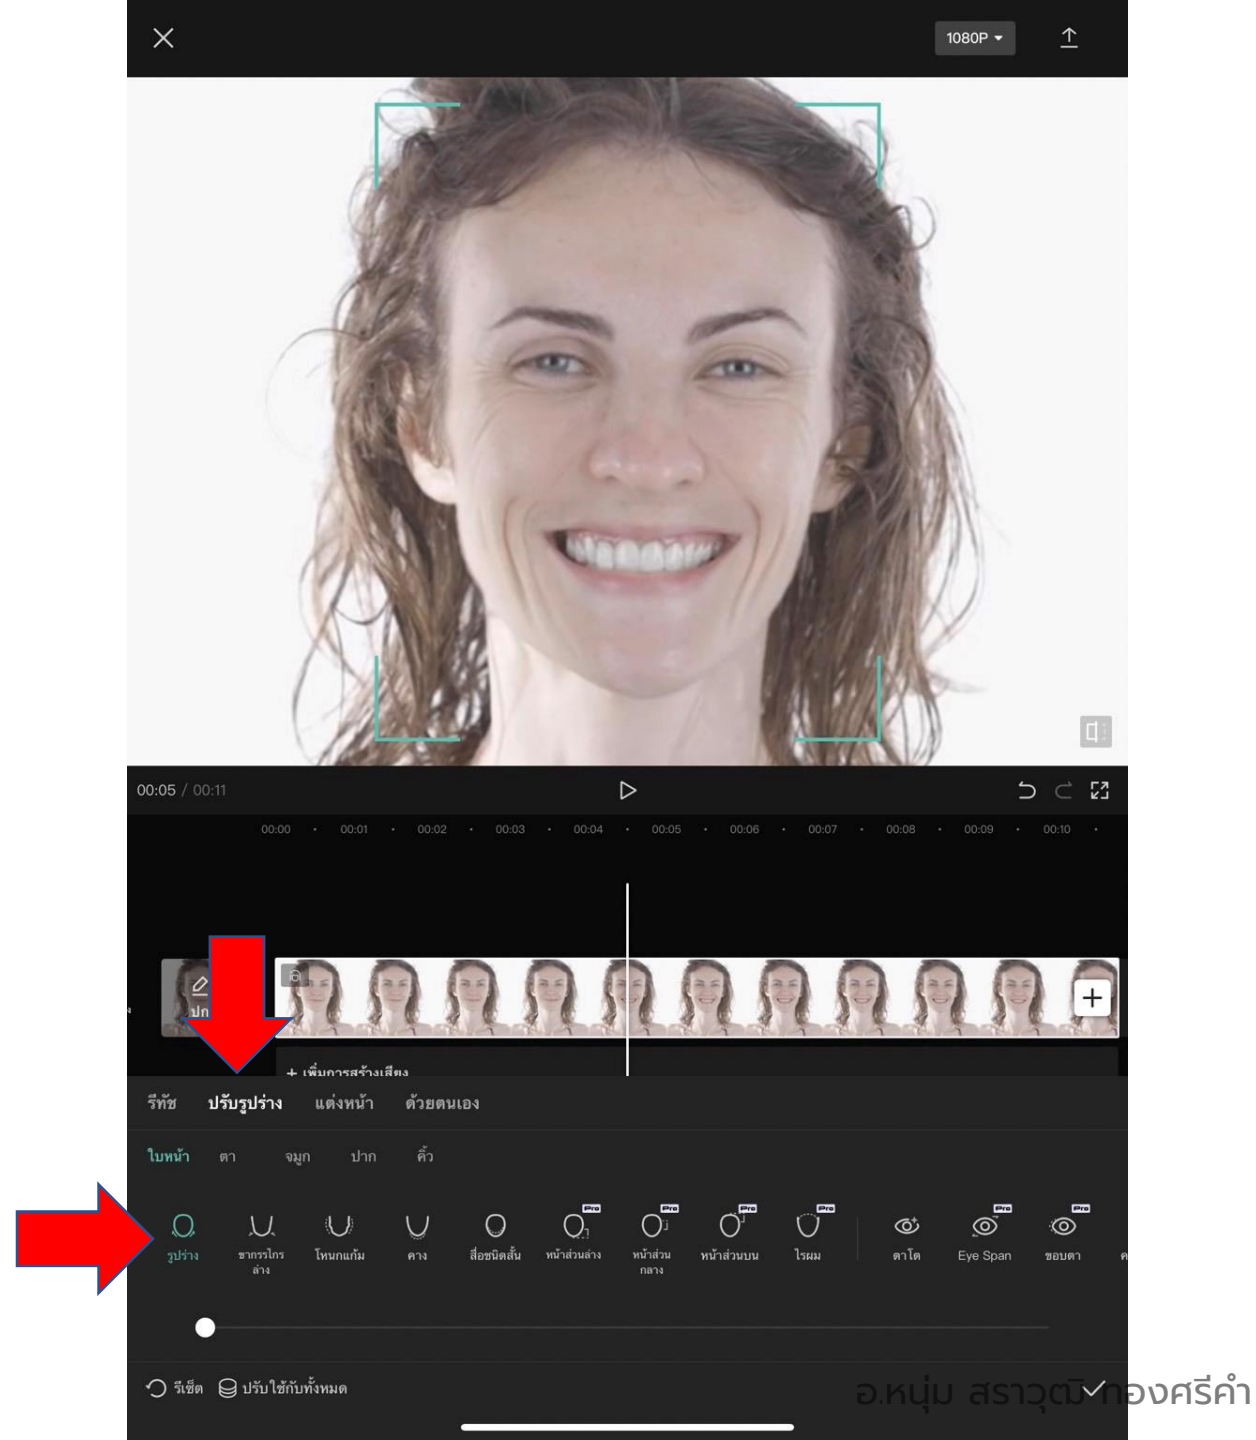 1080P
00:05 / 00:11
00:00 · 00:01 · 00:02 · 00:03 · 00:04 · 00:05 · 00:06 · 00:07 · 00:08 · 00:09 · 00:10 ·
+ เพิ่มการสร้างเสียง
รีทัช ปรับรูปร่าง แต่งหน้า ด้วยตนเอง
ใบหน้า ตา จมูก ปาก คิ้ว
Pro Pro Pro Pro Pro Pro
รูปร่าง ขากรรไกร โหนกแก้ม คาง สื่อชนิดสั้น หน้าส่วนล่าง หน้าส่วน หน้าส่วนบน ไรผม ตาโต Eye Span ขอบตา
ล่าง กลาง
รีเซ็ต ปรับใช้กับทั้งหมด
อ.หนุ่ม สราวุฒิ ทองศรีคำ